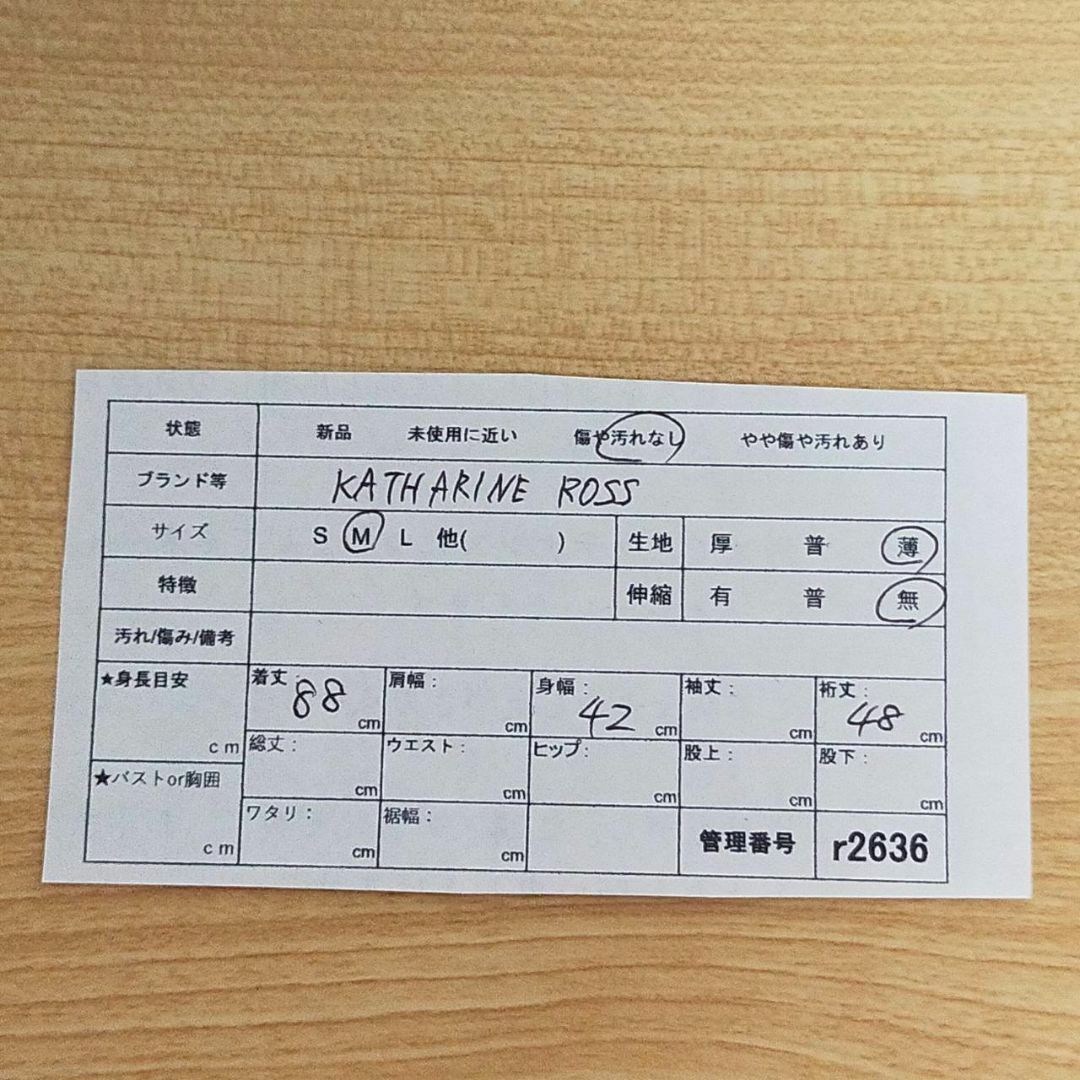 状態 新品 未使用に近い 傷や汚れなし やや傷や汚れあり
ブランド等 KATHARINE ROSS
サイズ S M L 他( ) 生地 厚 普 薄
特徴 伸縮 有 普 無
汚れ/傷み/備考
★身長目安 cm
着丈: 88 cm 肩幅: cm 身幅: 42 cm 袖丈: cm 裄丈: 48 cm
総丈: cm ウエスト: cm ヒップ: cm 股上: cm 股下: cm
★バストor胸囲 cm
ワタリ: cm 裾幅: cm 管理番号 r2636